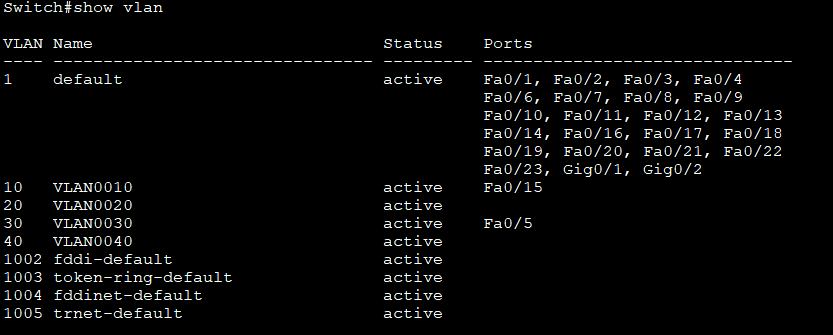 Switch#show vlan
VLAN Name                             Status    Ports
---- -------------------------------- --------- -------------------------------
1    default                          active    Fa0/1, Fa0/2, Fa0/3, Fa0/4
                                                Fa0/6, Fa0/7, Fa0/8, Fa0/9
                                                Fa0/10, Fa0/11, Fa0/12, Fa0/13
                                                Fa0/14, Fa0/16, Fa0/17, Fa0/18
                                                Fa0/19, Fa0/20, Fa0/21, Fa0/22
                                                Fa0/23, Gig0/1, Gig0/2
10   VLAN0010                         active    Fa0/15
20   VLAN0020                         active
30   VLAN0030                         active    Fa0/5
40   VLAN0040                         active
1002 fddi-default                     active
1003 token-ring-default               active
1004 fddinet-default                  active
1005 trnet-default                    active